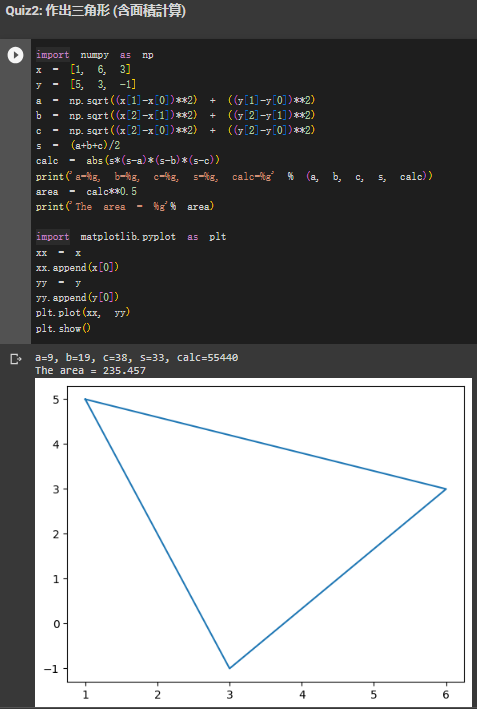 Quiz2: 作出三角形 (含面積計算)
import numpy as np
x = [1, 6, 3]
y = [5, 3, -1]
a = np.sqrt((x[1]-x[0])**2) + ((y[1]-y[0])**2)
b = np.sqrt((x[2]-x[1])**2) + ((y[2]-y[1])**2)
c = np.sqrt((x[2]-x[0])**2) + ((y[2]-y[0])**2)
s = (a+b+c)/2
calc = abs(s*(s-a)*(s-b)*(s-c))
print('a=%g, b=%g, c=%g, s=%g, calc=%g' % (a, b, c, s, calc))
area = calc**0.5
print('The area = %g'% area)
import matplotlib.pyplot as plt
xx = x
xx.append(x[0])
yy = y
yy.append(y[0])
plt.plot(xx, yy)
plt.show()
a=9, b=19, c=38, s=33, calc=55440
The area = 235.457
5
4
3
2
1
0
−1
1 2 3 4 5 6